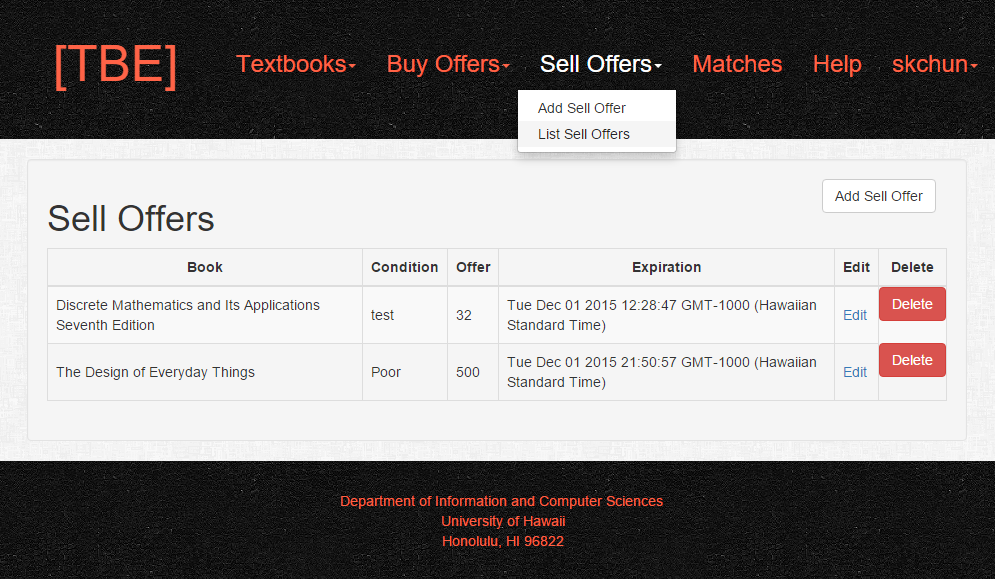 [TBE]
Textbooks Buy Offers Sell Offers Matches Help skchun
Add Sell Offer
List Sell Offers
Add Sell Offer
Sell Offers
Book Condition Offer Expiration Edit Delete
Discrete Mathematics and Its Applications
Seventh Edition
test
32
Tue Dec 01 2015 12:28:47 GMT-1000 (Hawaiian
Standard Time)
Edit
Delete
The Design of Everyday Things
Poor
500
Tue Dec 01 2015 21:50:57 GMT-1000 (Hawaiian
Standard Time)
Edit
Delete
Department of Information and Computer Sciences
University of Hawaii
Honolulu, HI 96822